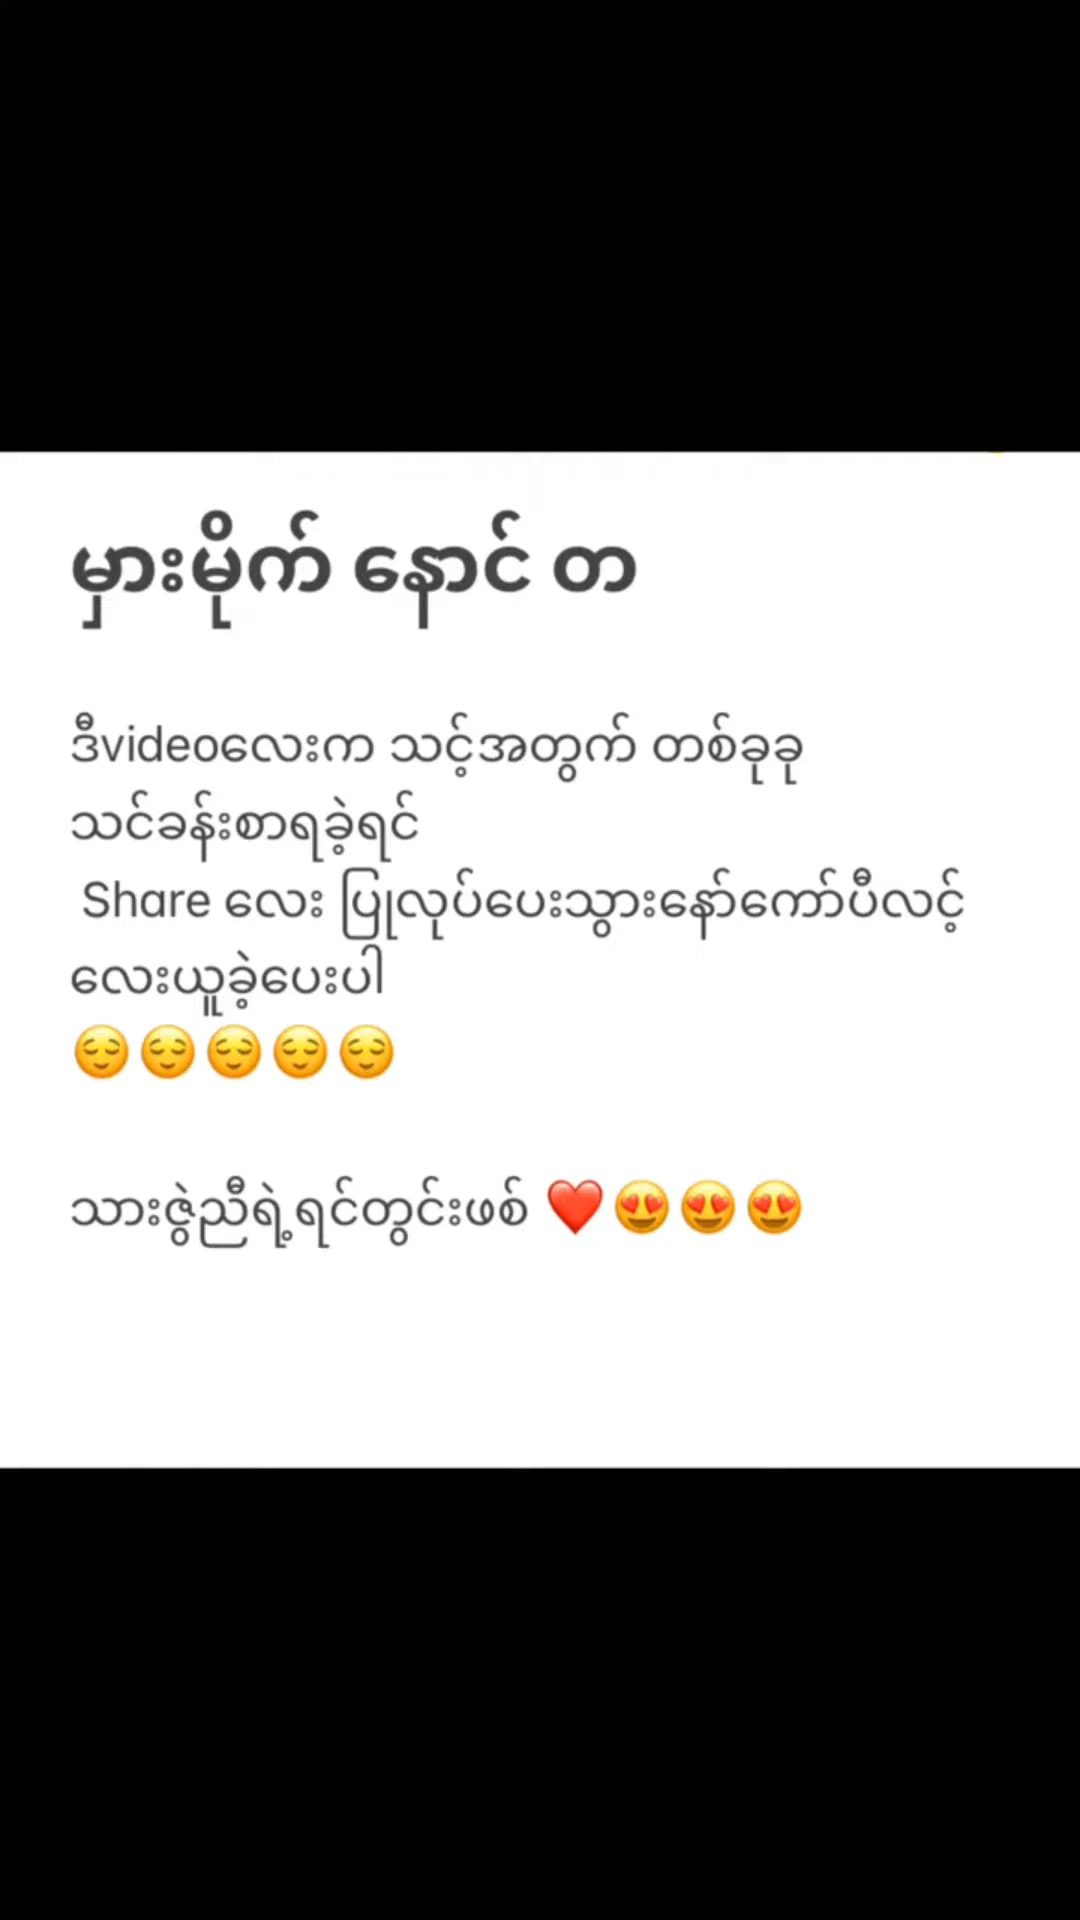 မှားမိုက် နောင် တ
ဒီvideoလေးက သင့်အတွက် တစ်ခုခု
သင်ခန်းစာရခဲ့ရင်
Share လေး ပြုလုပ်ပေးသွားနော်ကော်ပီလင့်
လေးယူခဲ့ပေးပါ
😌😌😌😌😌
သားဇွဲညီရဲ့ရင်တွင်းဖစ် ❤️😍😍😍